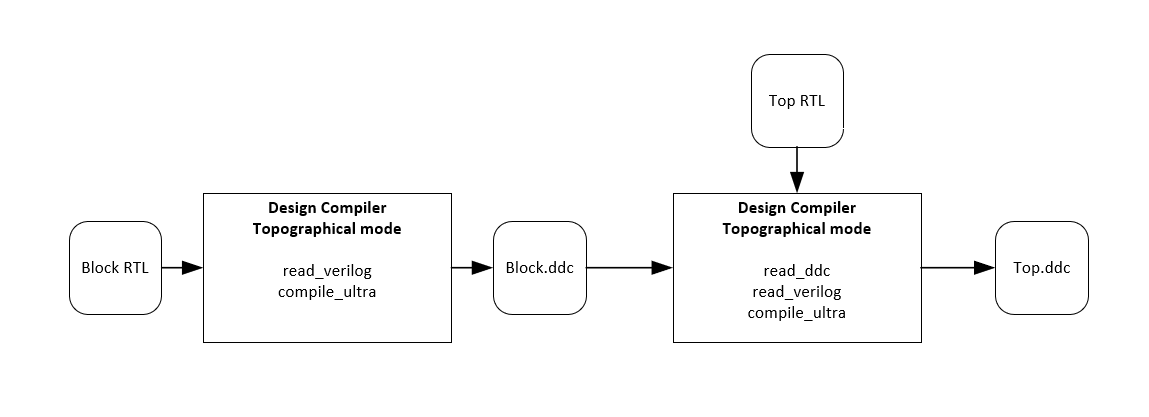 Top RTL
Block RTL
Design Compiler
Topographical mode
read_verilog
compile_ultra
Block.ddc
Design Compiler
Topographical mode
read_ddc
read_verilog
compile_ultra
Top.ddc